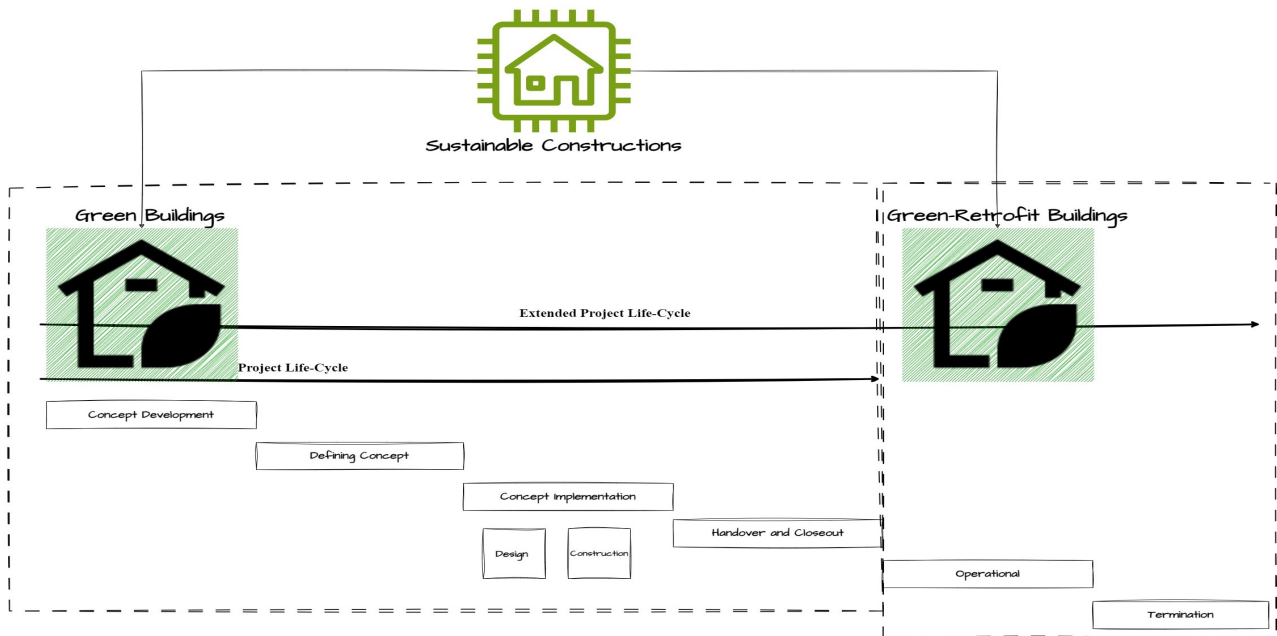 Sustainable Constructions
Green Buildings
Green-Retrofit Buildings
Extended Project Life-Cycle
Project Life-Cycle
Concept Development
Defining Concept
Concept Implementation
Handover and Closeout
Design
Construction
Operational
Termination